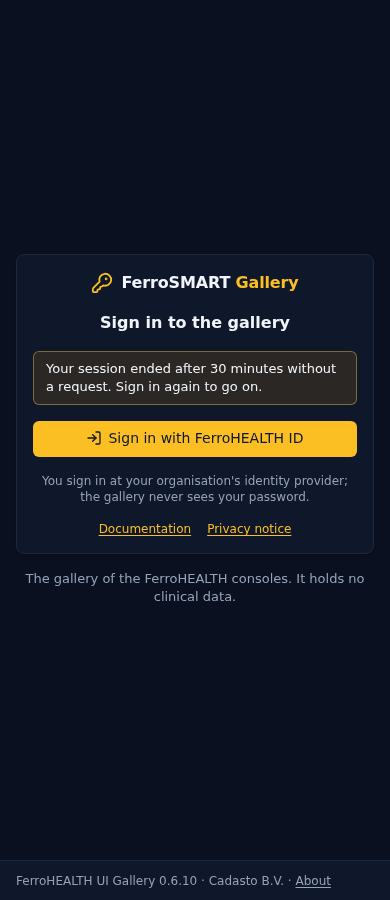 FerroSMART Gallery
Sign in to the gallery
Your session ended after 30 minutes without
a request. Sign in again to go on.
Sign in with FerroHEALTH ID
You sign in at your organisation's identity provider;
the gallery never sees your password.
Documentation Privacy notice
The gallery of the FerroHEALTH consoles. It holds no
clinical data.
FerroHEALTH UI Gallery 0.6.10 · Cadasto B.V. · About